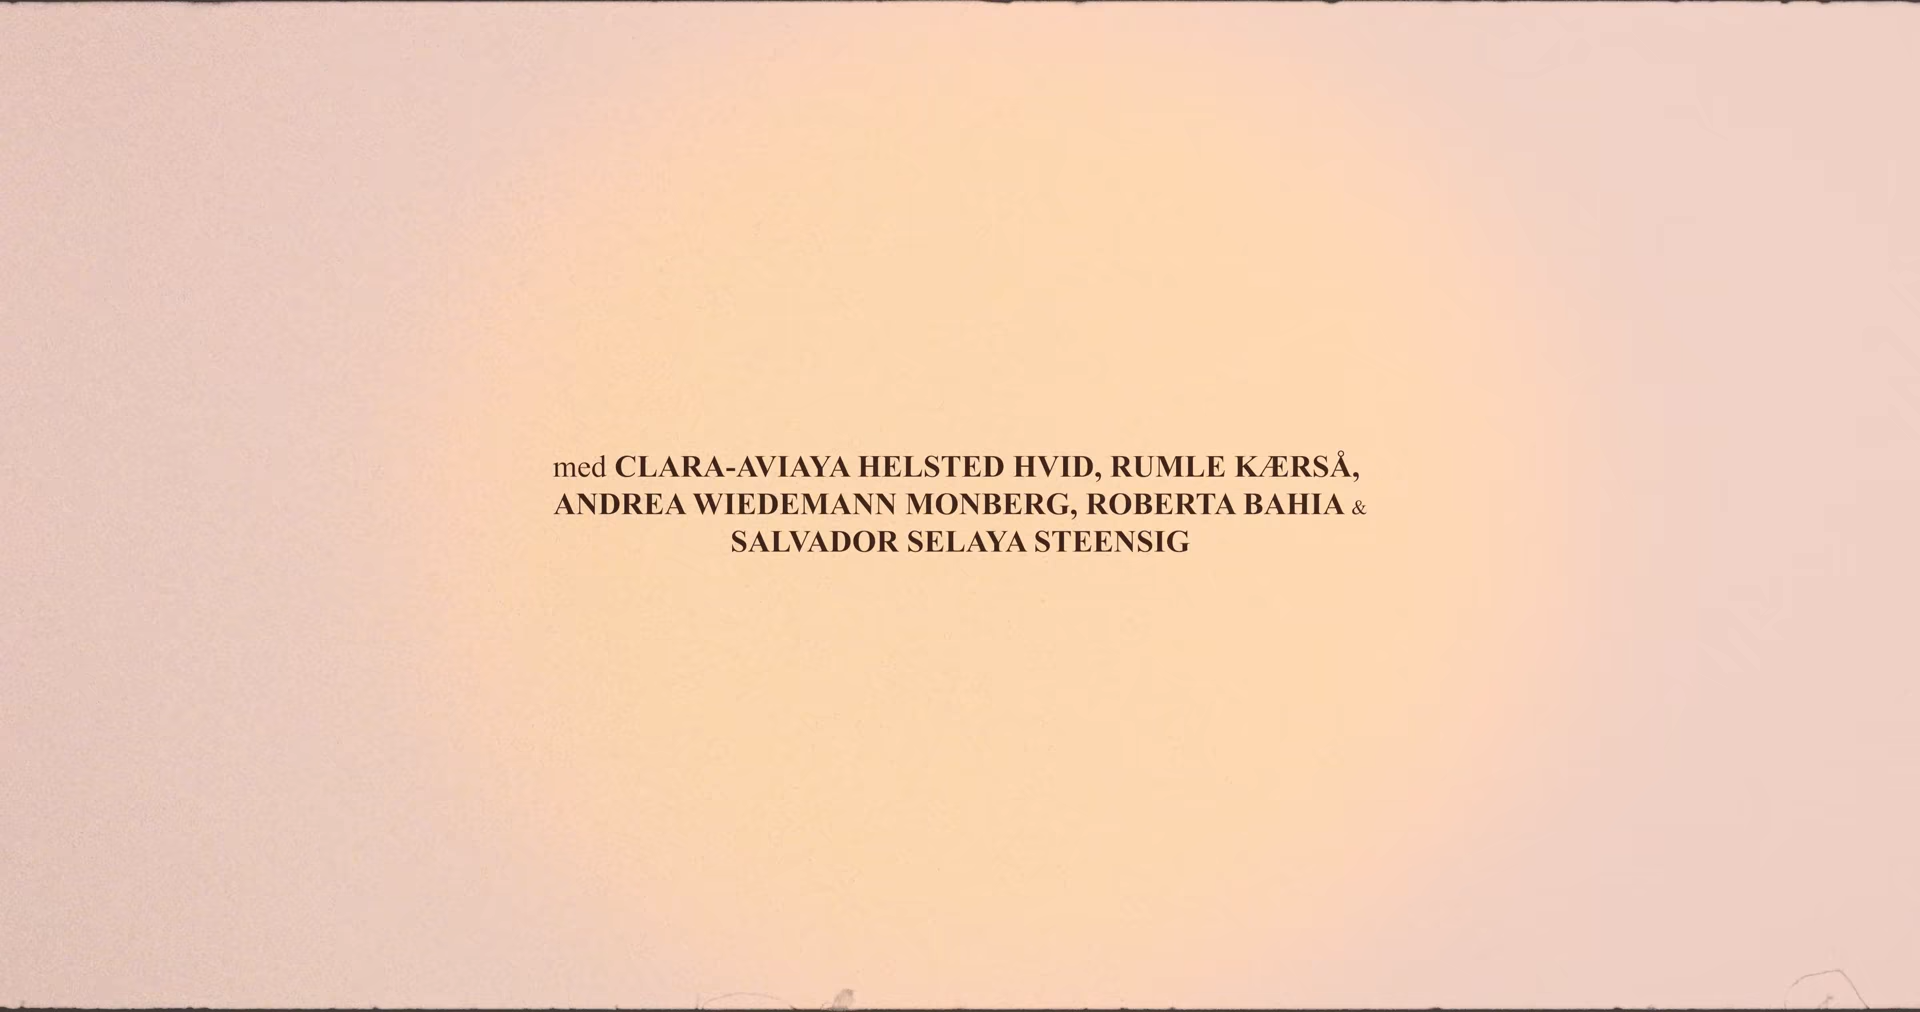 med CLARA-AVIAYA HELSTED HVID, RUMLE KÆRSÅ,
ANDREA WIEDEMANN MONBERG, ROBERTA BAHIA &
SALVADOR SELAYA STEENSIG